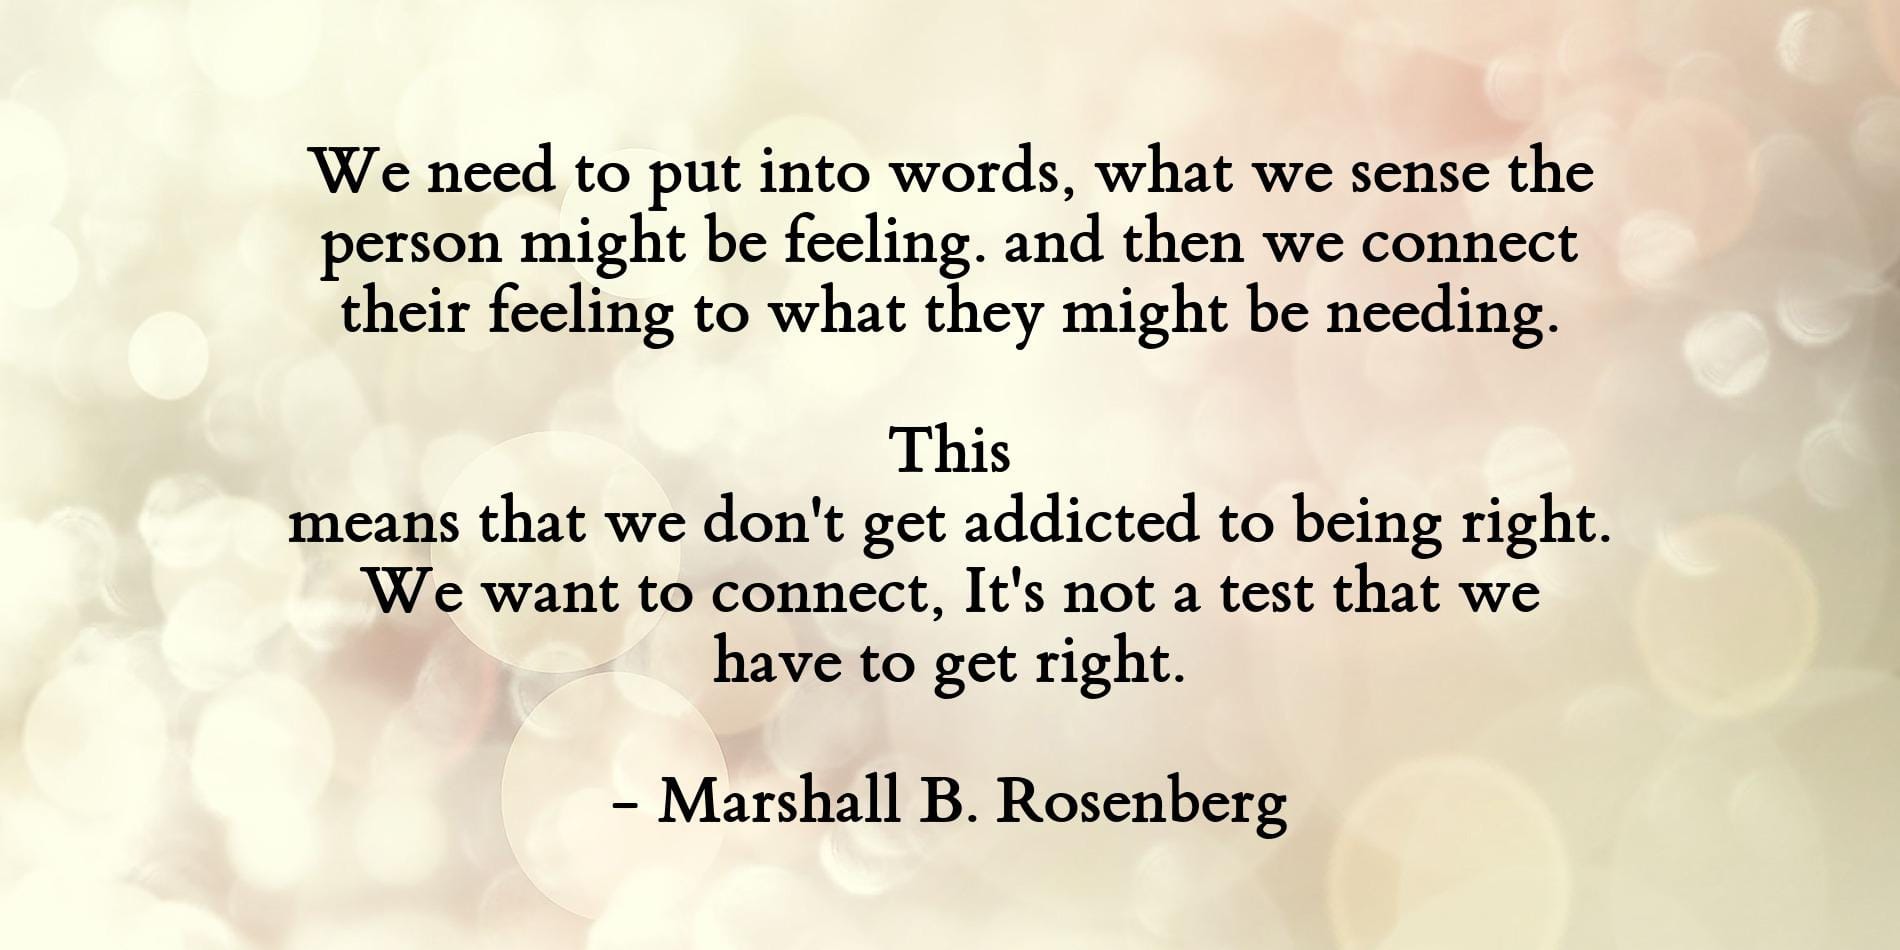 We need to put into words, what we sense the
person might be feeling. and then we connect
their feeling to what they might be needing.
This
means that we don't get addicted to being right.
We want to connect, It's not a test that we
have to get right.
- Marshall B. Rosenberg